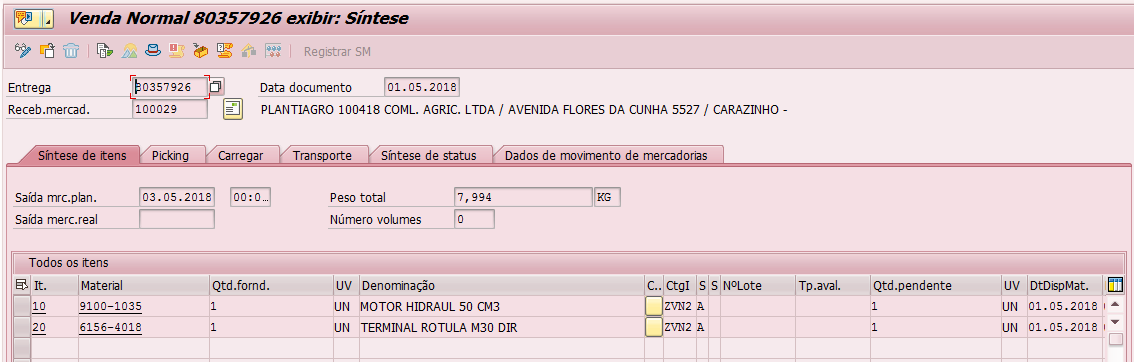 Venda Normal 80357926 exibir: Síntese
Registrar SM
Entrega 80357926 Data documento 01.05.2018
Receb.mercad. 100029 PLANTIAGRO 100418 COML. AGRIC. LTDA / AVENIDA FLORES DA CUNHA 5527 / CARAZINHO -
Síntese de itens Picking Carregar Transporte Síntese de status Dados de movimento de mercadorias
Saída mrc.plan. 03.05.2018 00:0… Peso total 7,994 KG
Saída merc.real Número volumes 0
Todos os itens
It. Material Qtd.fornd. UV Denominação C.. CtgI S S NºLote Tp.aval. Qtd.pendente UV DtDispMat.
10 9100-1035 1 UN MOTOR HIDRAUL 50 CM3 ZVN2 A 1 UN 01.05.2018
20 6156-4018 1 UN TERMINAL ROTULA M30 DIR ZVN2 A 1 UN 01.05.2018